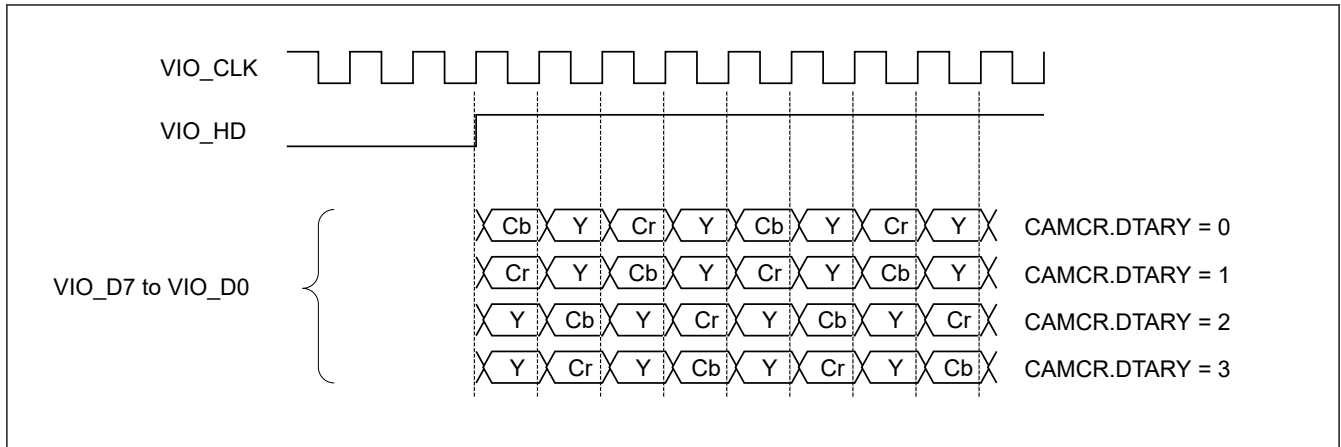 VIO_CLK
VIO_HD
Cb Y Cr Y Cb Y Cr Y CAMCR.DTARY = 0
Cr Y Cb Y Cr Y Cb Y CAMCR.DTARY = 1
VIO_D7 to VIO_D0
Y Cb Y Cr Y Cb Y Cr CAMCR.DTARY = 2
Y Cr Y Cb Y Cr Y Cb CAMCR.DTARY = 3